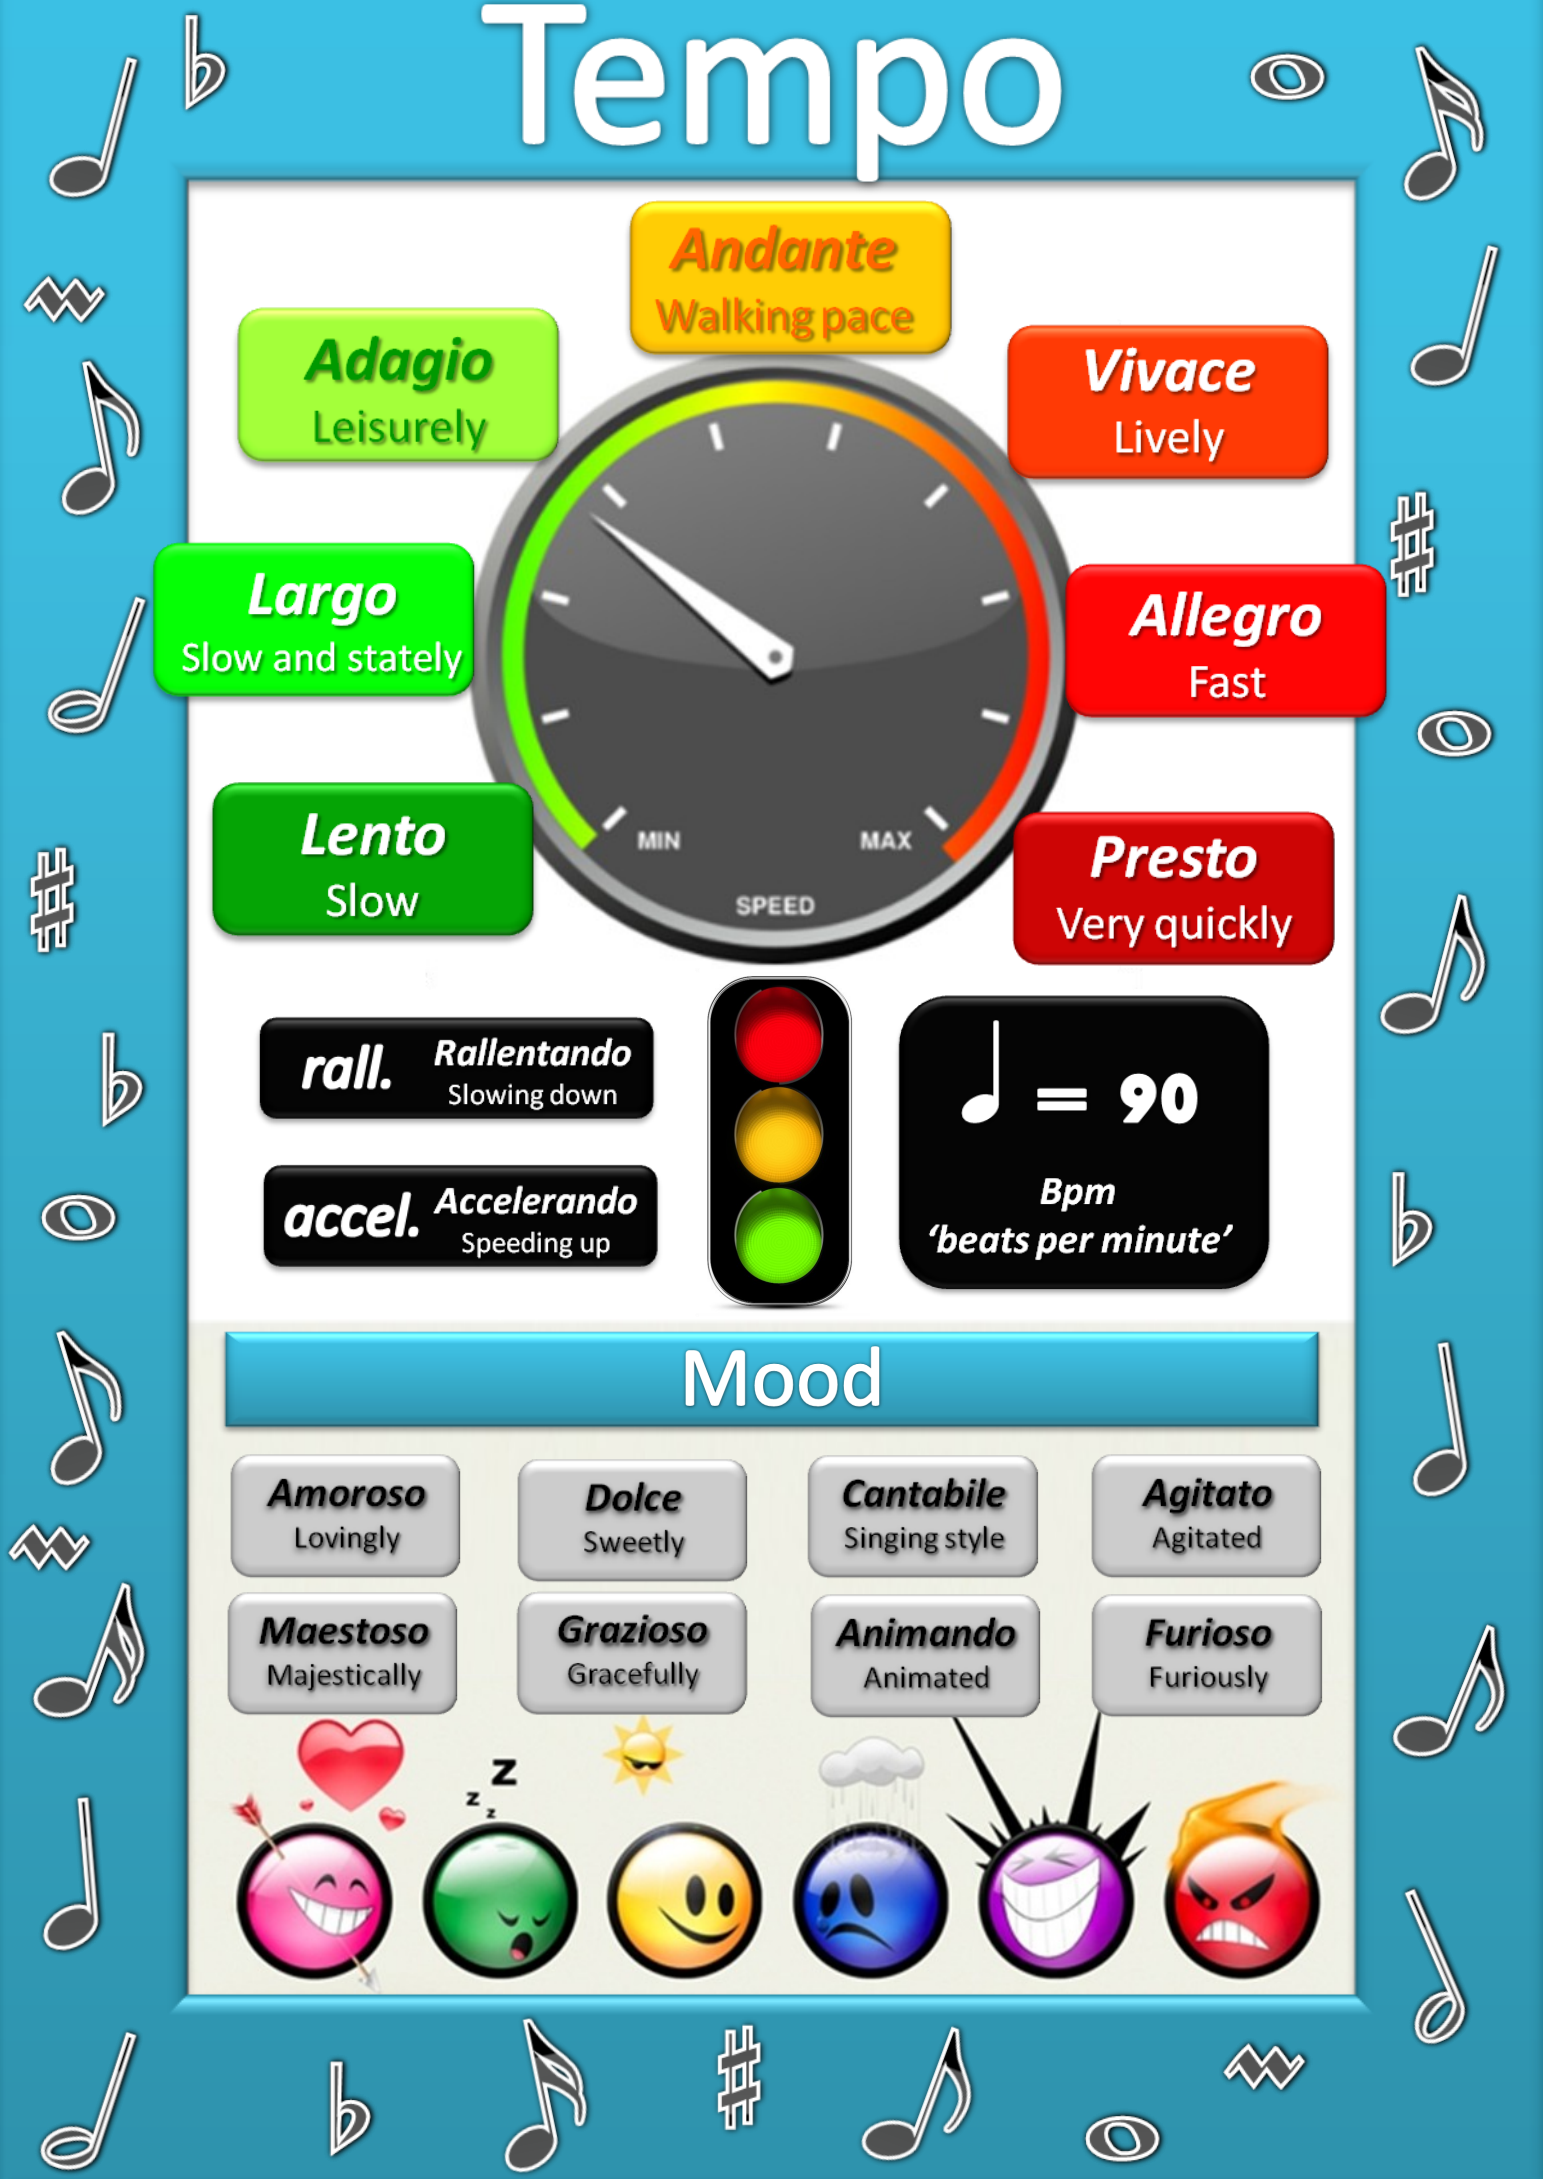 Tempo
Andante
Walking pace
Adagio
Leisurely
Vivace
Lively
Largo
Slow and stately
Allegro
Fast
Lento
Slow
Presto
Very quickly
MIN
MAX
SPEED
rall. Rallentando
Slowing down
accel. Accelerando
Speeding up
= 90
Bpm
‘beats per minute’
Mood
Amoroso
Lovingly
Dolce
Sweetly
Cantabile
Singing style
Agitato
Agitated
Maestoso
Majestically
Grazioso
Gracefully
Animando
Animated
Furioso
Furiously
z
z
z